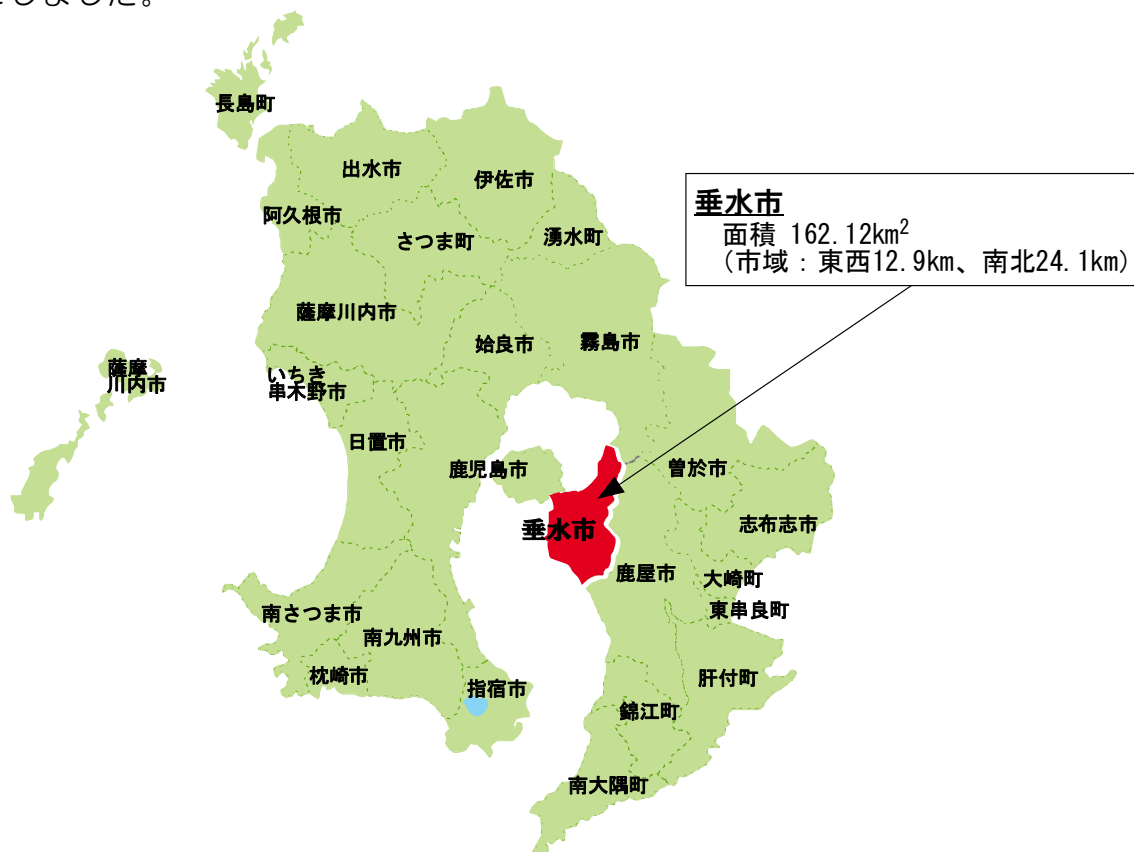 しました。
長島町
出水市
伊佐市
阿久根市
さつま町
湧水町
垂水市
面積 162.12km²
(市域：東西12.9km、南北24.1km)
薩摩川内市
姶良市
霧島市
薩摩
川内市
いちき
串木野市
日置市
鹿児島市
曽於市
垂水市
志布志市
鹿屋市
大崎町
東串良町
南さつま市
南九州市
枕崎市
指宿市
肝付町
錦江町
南大隅町